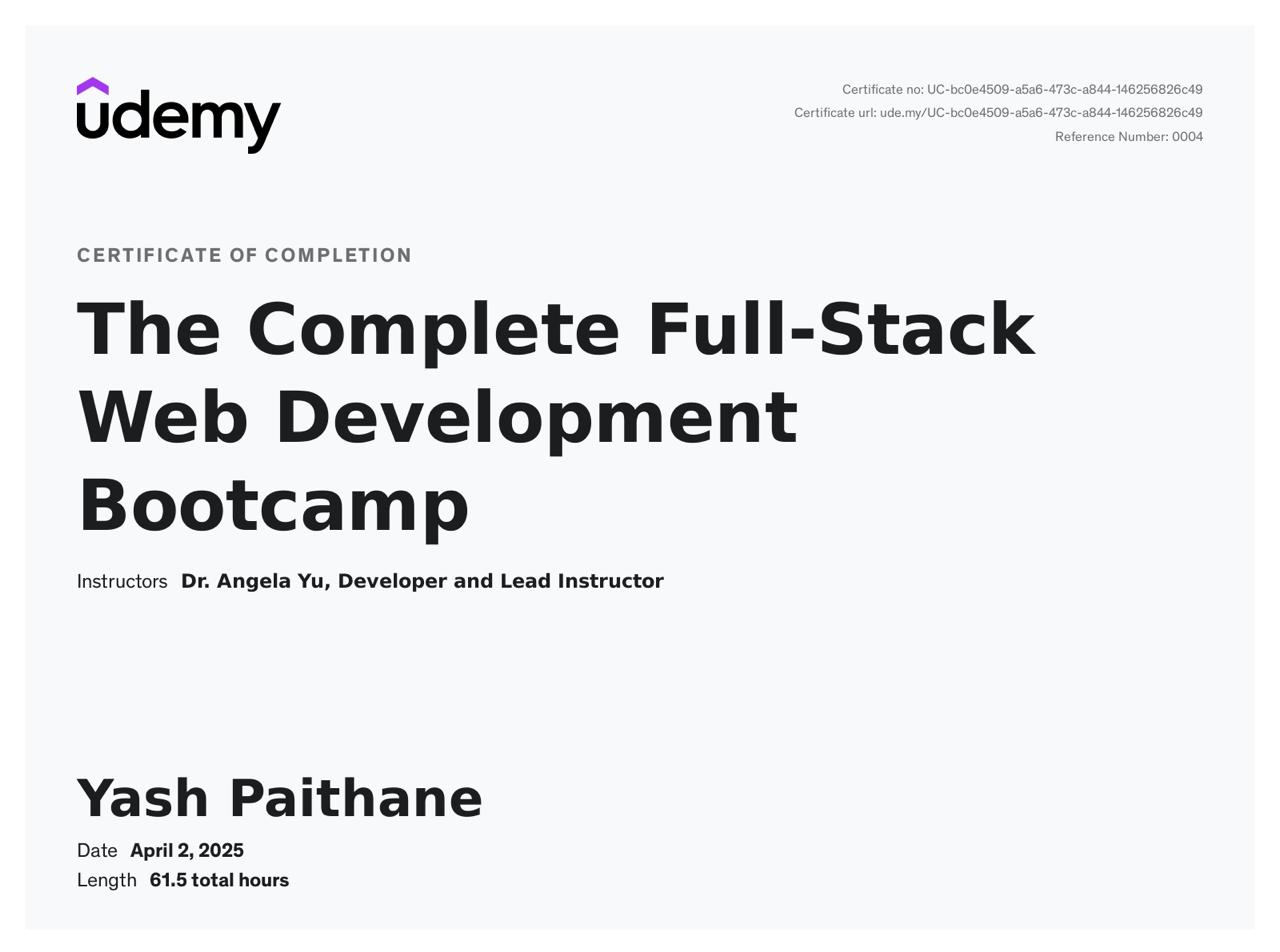 udemy
Certificate no: UC-bc0e4509-a5a6-473c-a844-146256826c49
Certificate url: ude.my/UC-bc0e4509-a5a6-473c-a844-146256826c49
Reference Number: 0004
CERTIFICATE OF COMPLETION
The Complete Full-Stack
Web Development
Bootcamp
Instructors Dr. Angela Yu, Developer and Lead Instructor
Yash Paithane
Date April 2, 2025
Length 61.5 total hours